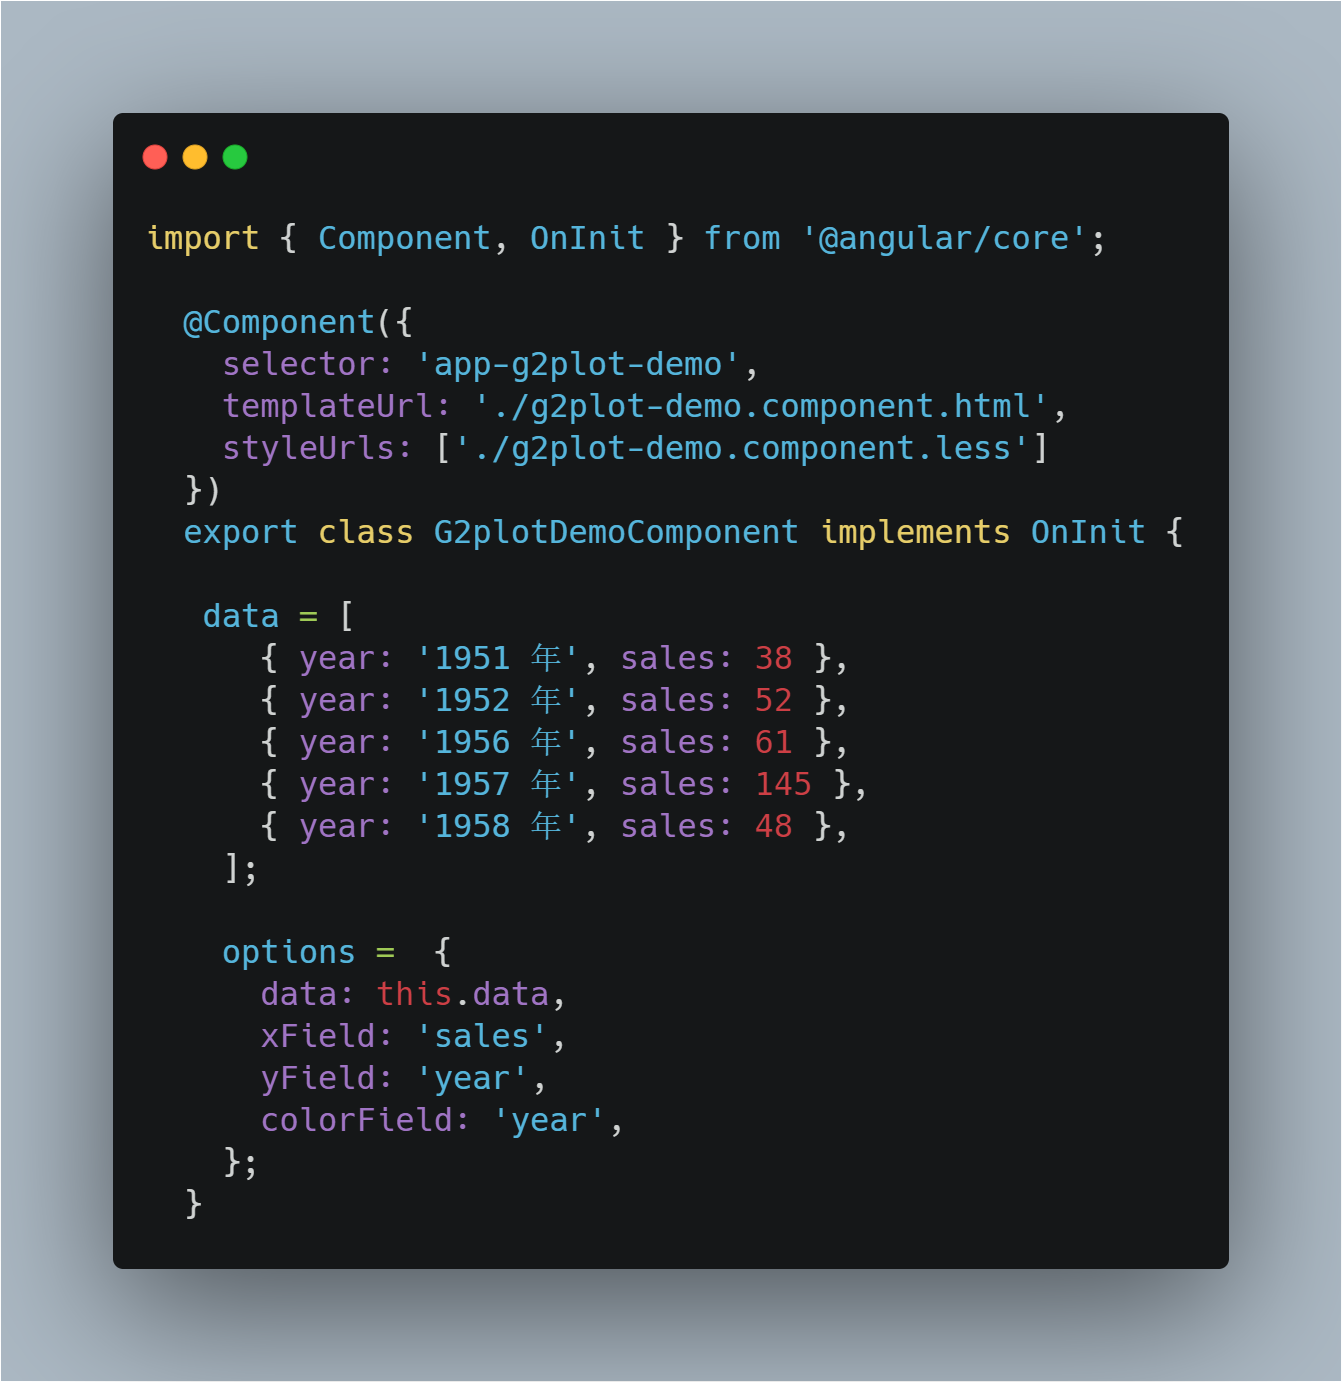 import { Component, OnInit } from '@angular/core';
@Component({
selector: 'app-g2plot-demo',
templateUrl: './g2plot-demo.component.html',
styleUrls: ['./g2plot-demo.component.less']
})
export class G2plotDemoComponent implements OnInit {
data = [
{ year: '1951 年', sales: 38 },
{ year: '1952 年', sales: 52 },
{ year: '1956 年', sales: 61 },
{ year: '1957 年', sales: 145 },
{ year: '1958 年', sales: 48 },
];
options =  {
data: this.data,
xField: 'sales',
yField: 'year',
colorField: 'year',
};
}